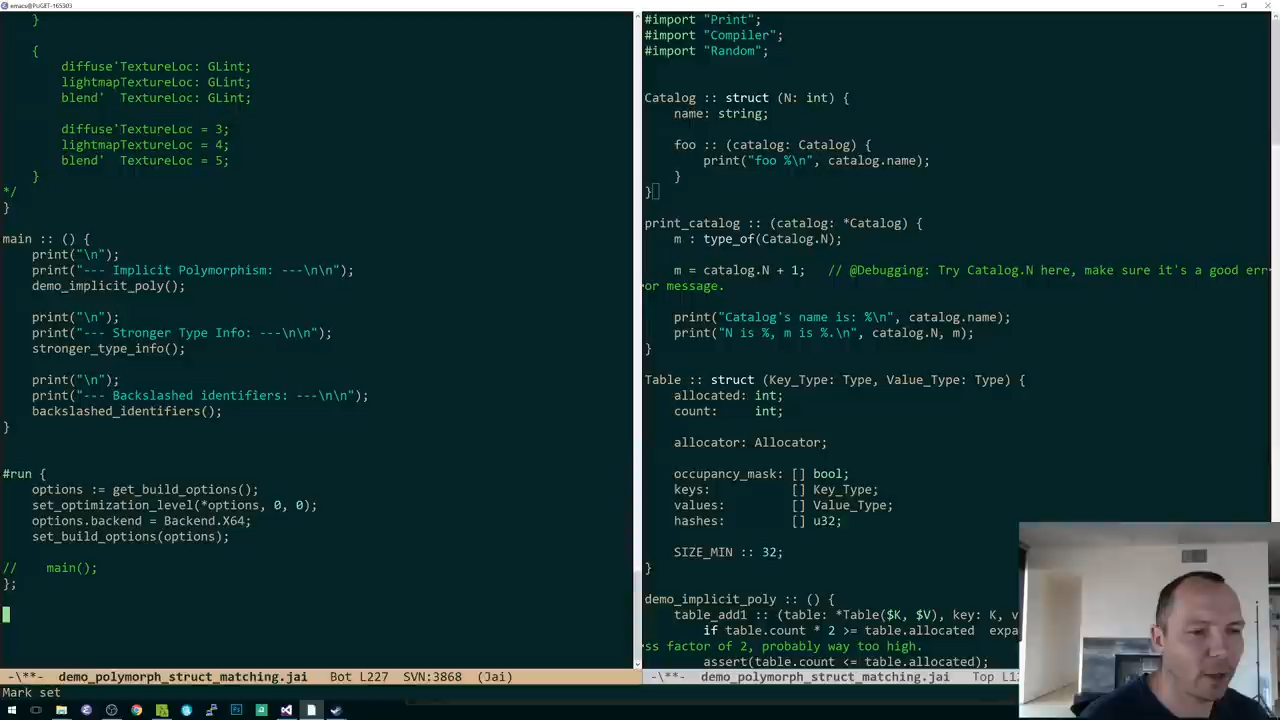 emacs@PUGET-165303
}
{
diffuse'TextureLoc: GLint;
lightmapTextureLoc: GLint;
blend'  TextureLoc: GLint;
diffuse'TextureLoc = 3;
lightmapTextureLoc = 4;
blend'  TextureLoc = 5;
}
*/
}
main :: () {
print("\n");
print("--- Implicit Polymorphism: ---\n\n");
demo_implicit_poly();
print("\n");
print("--- Stronger Type Info: ---\n\n");
stronger_type_info();
print("\n");
print("--- Backslashed identifiers: ---\n\n");
backslashed_identifiers();
}
#run {
options := get_build_options();
set_optimization_level(*options, 0, 0);
options.backend = Backend.X64;
set_build_options(options);
//    main();
};
-\**-  demo_polymorph_struct_matching.jai   Bot L227   SVN:3868   (Jai)
Mark set
#import "Print";
#import "Compiler";
#import "Random";
Catalog :: struct (N: int) {
name: string;
foo :: (catalog: Catalog) {
print("foo %\n", catalog.name);
}
}
print_catalog :: (catalog: *Catalog) {
m : type_of(Catalog.N);
m = catalog.N + 1;   // @Debugging: Try Catalog.N here, make sure it's a good err
or message.
print("Catalog's name is: %\n", catalog.name);
print("N is %, m is %.\n", catalog.N, m);
}
Table :: struct (Key_Type: Type, Value_Type: Type) {
allocated: int;
count:     int;
allocator: Allocator;
occupancy_mask: [] bool;
keys:           [] Key_Type;
values:         [] Value_Type;
hashes:         [] u32;
SIZE_MIN :: 32;
}
demo_implicit_poly :: () {
table_add1 :: (table: *Table($K, $V), key: K, v
if table.count * 2 >= table.allocated  expa
ss factor of 2, probably way too high.
assert(table.count <= table.allocated);
-\**-  demo_polymorph_struct_matching.jai   Top L1